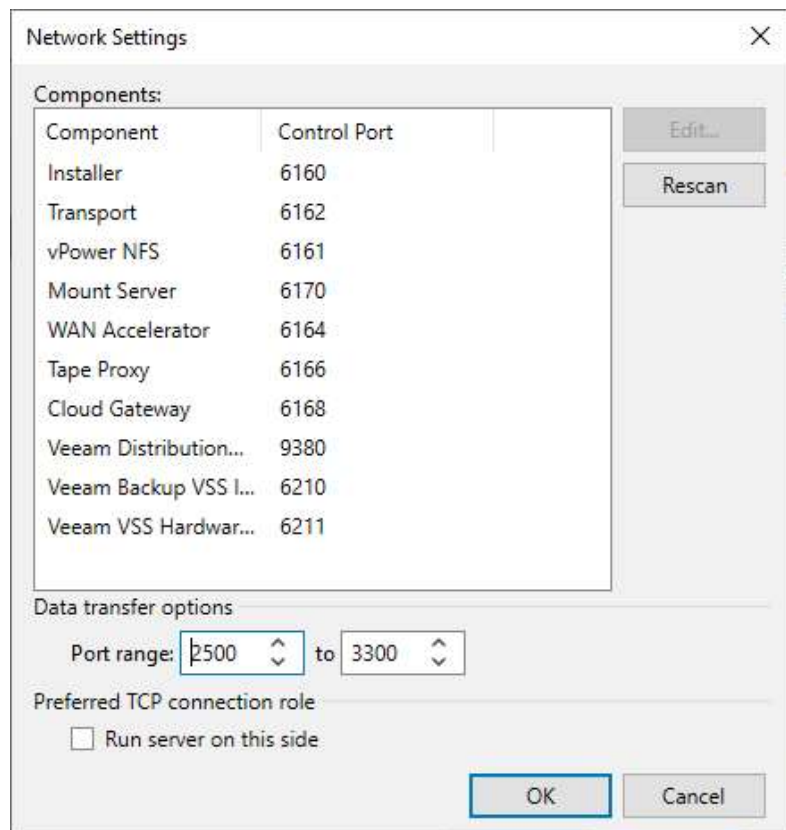 Network Settings
Components:
Component Control Port
Edit...
Installer 6160
Rescan
Transport 6162
vPower NFS 6161
Mount Server 6170
WAN Accelerator 6164
Tape Proxy 6166
Cloud Gateway 6168
Veeam Distribution... 9380
Veeam Backup VSS I... 6210
Veeam VSS Hardwar... 6211
Data transfer options
Port range: 2500 to 3300
Preferred TCP connection role
Run server on this side
OK Cancel